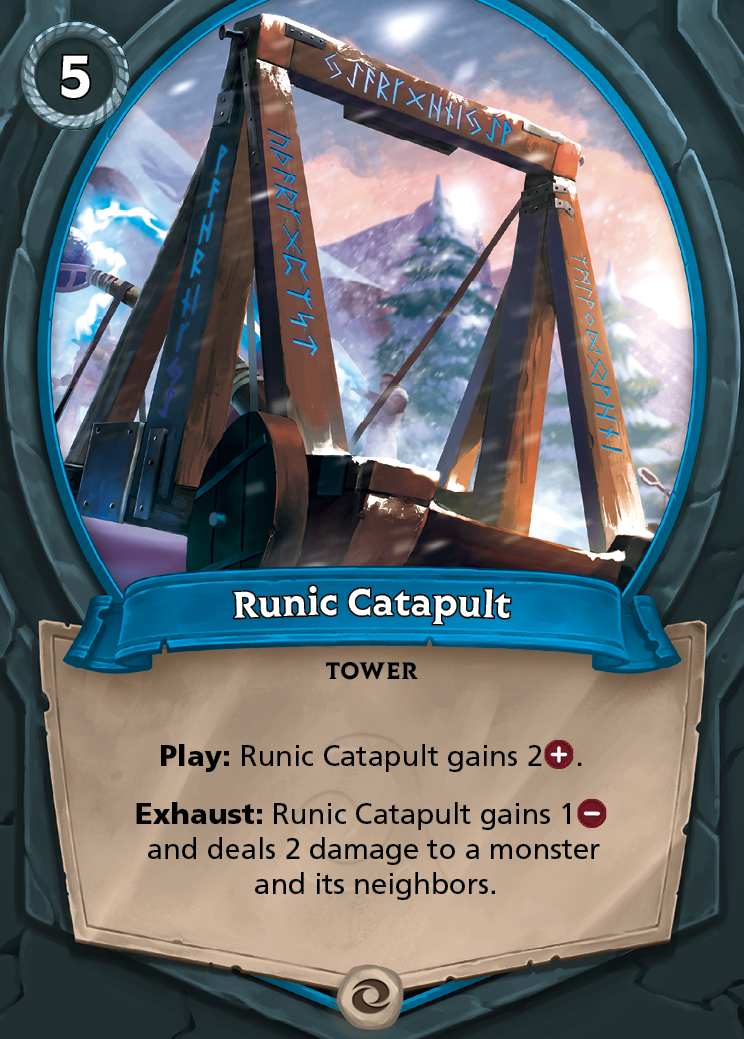 5
Runic Catapult
TOWER
Play: Runic Catapult gains 2+.
Exhaust: Runic Catapult gains 1−
and deals 2 damage to a monster
and its neighbors.